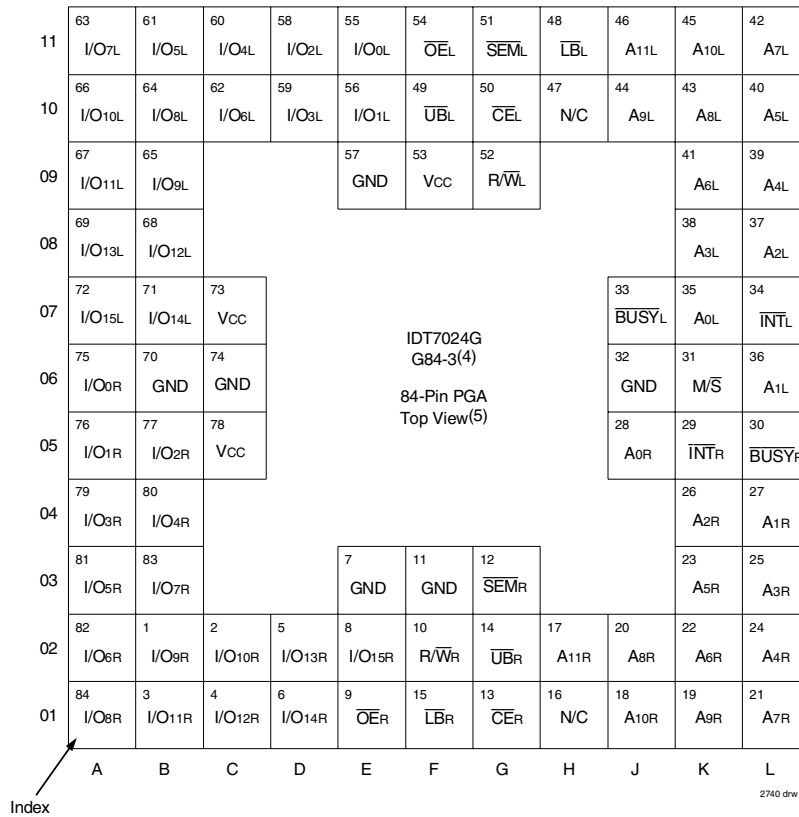 63 61 60 58 55 54 51 48 46 45 42
11 I/O7L I/O5L I/O4L I/O2L I/O0L OEL SEML LBL A11L A10L A7L
66 64 62 59 56 49 50 47 44 43 40
10 I/O10L I/O8L I/O6L I/O3L I/O1L UBL CEL N/C A9L A8L A5L
67 65 57 53 52 41 39
09 I/O11L I/O9L GND VCC R/WL A6L A4L
69 68 38 37
08 I/O13L I/O12L A3L A2L
72 71 73 33 35 34
07 I/O15L I/O14L VCC BUSYL A0L INTL
IDT7024G
G84-3(4)
75 70 74 32 31 36
06 I/O0R GND GND GND M/S A1L
84-Pin PGA
Top View(5)
76 77 78 28 29 30
05 I/O1R I/O2R VCC A0R INTR BUSYR
79 80 26 27
04 I/O3R I/O4R A2R A1R
81 83 7 11 12 23 25
03 I/O5R I/O7R GND GND SEMR A5R A3R
82 1 2 5 8 10 14 17 20 22 24
02 I/O6R I/O9R I/O10R I/O13R I/O15R R/WR UBR A11R A8R A6R A4R
84 3 4 6 9 15 13 16 18 19 21
01 I/O8R I/O11R I/O12R I/O14R OER LBR CER N/C A10R A9R A7R
A B C D E F G H J K L
2740 drw
Index